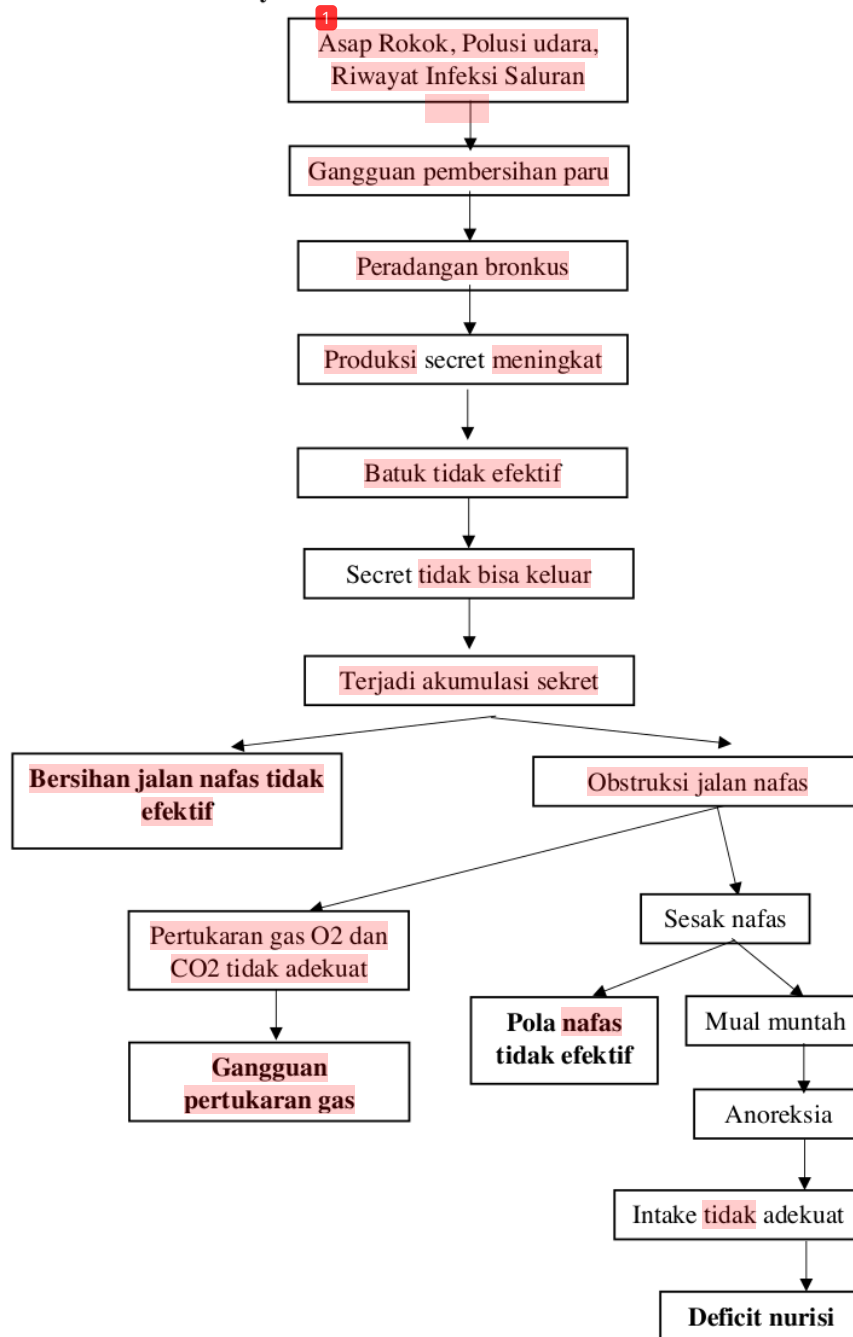 1
Asap Rokok, Polusi udara,
Riwayat Infeksi Saluran
Gangguan pembersihan paru
Peradangan bronkus
Produksi secret meningkat
Batuk tidak efektif
Secret tidak bisa keluar
Terjadi akumulasi sekret
Bersihan jalan nafas tidak
efektif
Obstruksi jalan nafas
Pertukaran gas O2 dan
CO2 tidak adekuat
Gangguan
pertukaran gas
Sesak nafas
Pola nafas
tidak efektif
Mual muntah
Anoreksia
Intake tidak adekuat
Deficit nurisi